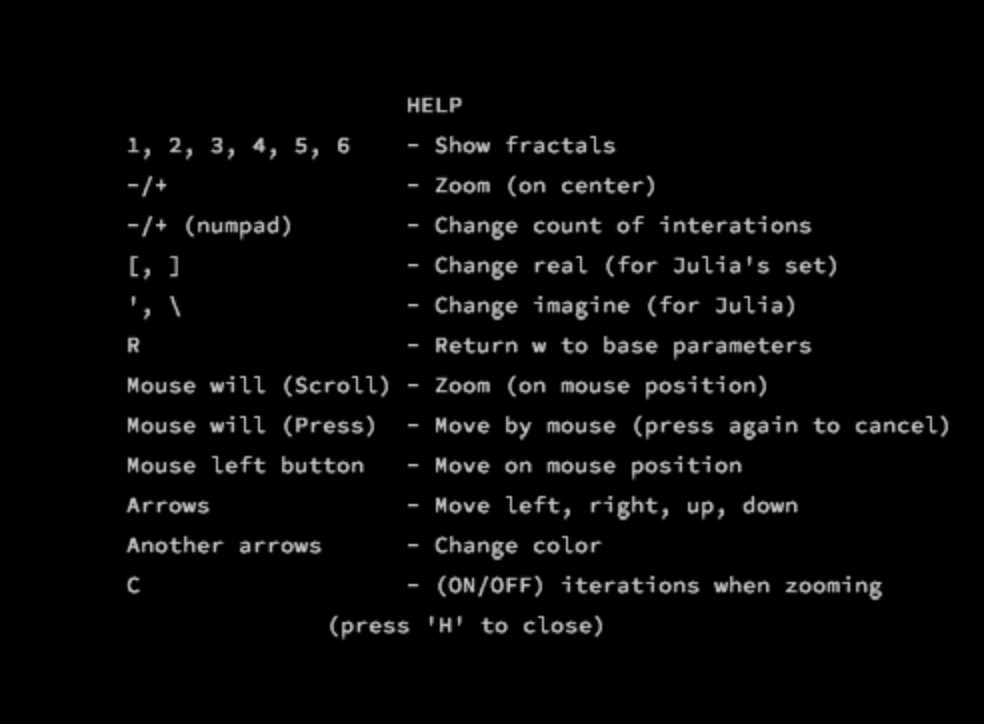 HELP
1, 2, 3, 4, 5, 6 - Show fractals
-/+ - Zoom (on center)
-/+ (numpad) - Change count of interations
[, ] - Change real (for Julia's set)
', \ - Change imagine (for Julia)
R - Return w to base parameters
Mouse will (Scroll) - Zoom (on mouse position)
Mouse will (Press) - Move by mouse (press again to cancel)
Mouse left button - Move on mouse position
Arrows - Move left, right, up, down
Another arrows - Change color
C - (ON/OFF) iterations when zooming
(press 'H' to close)